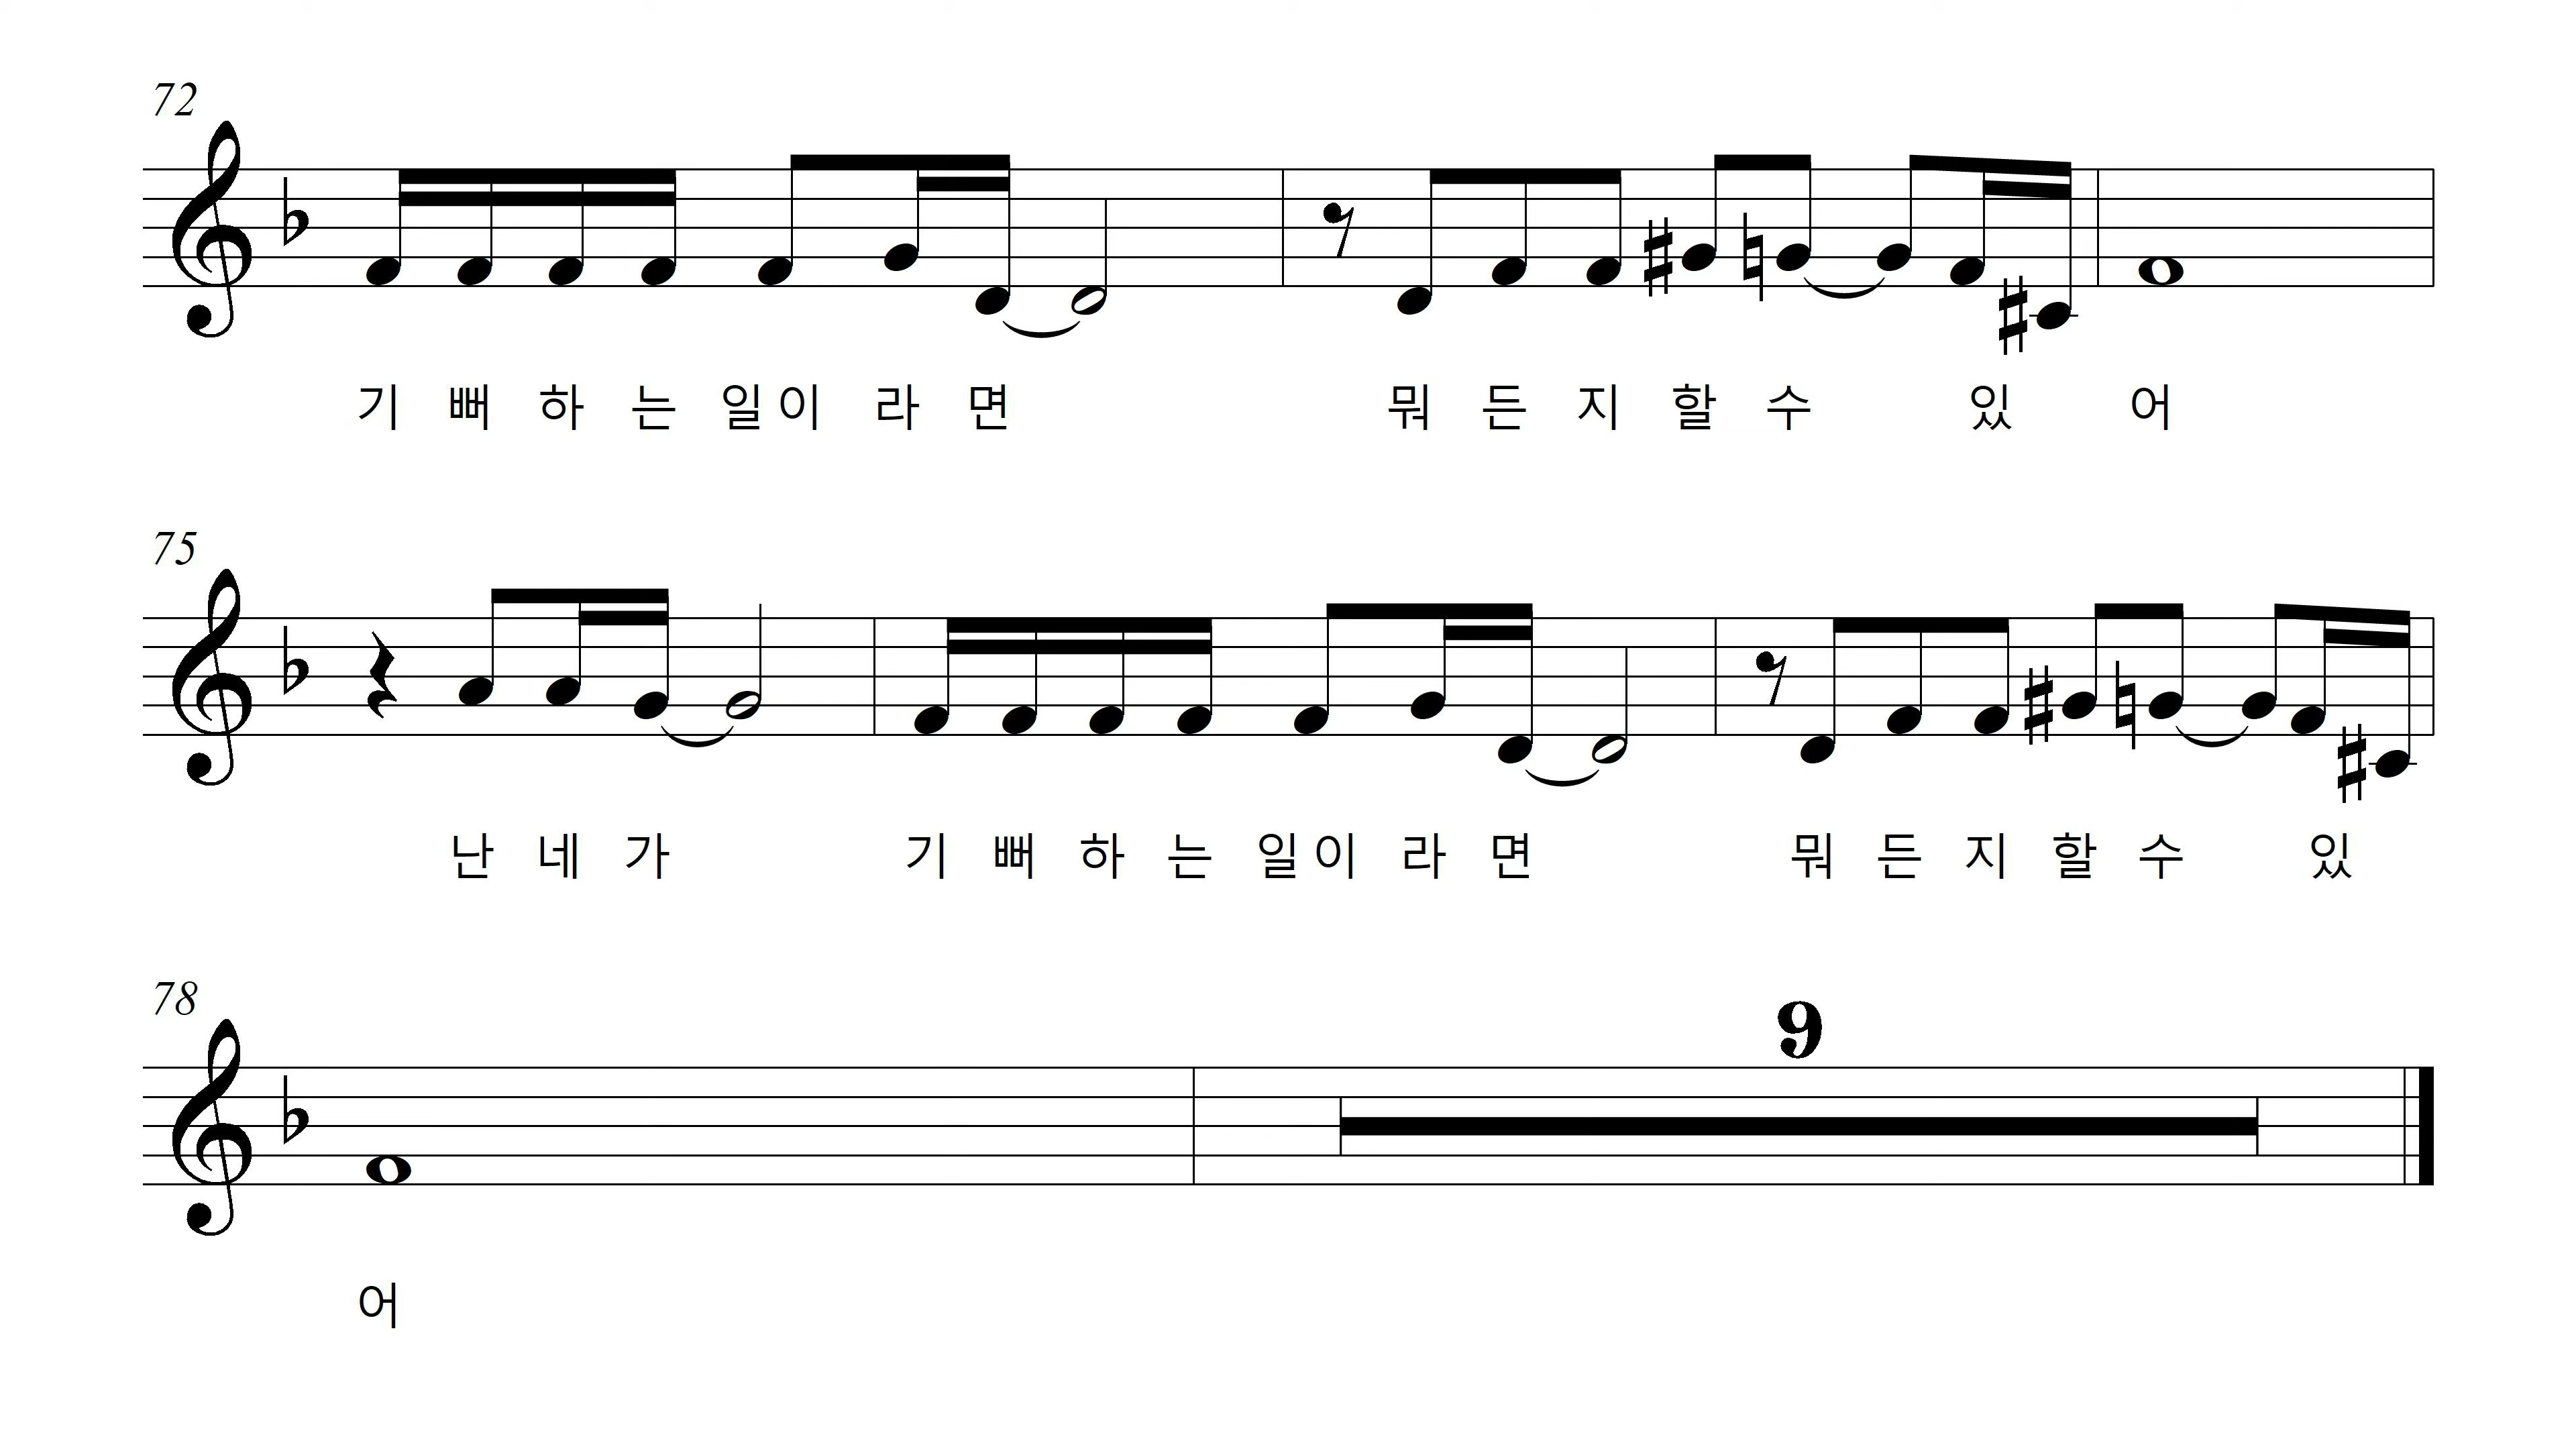 72
기 뻐 하 는 일이 라 면 뭐 든 지 할 수 있 어
75
난 네 가 기 뻐 하 는 일이 라 면 뭐 든 지 할 수 있
78
9
어